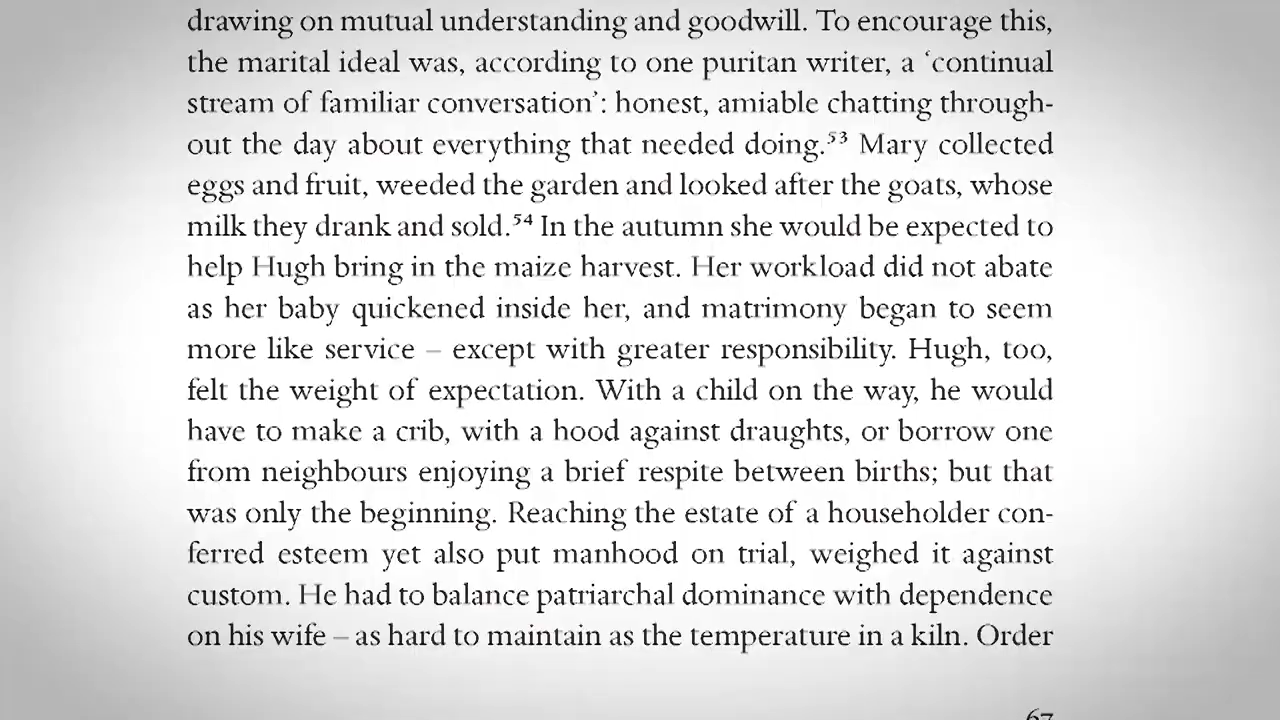 drawing on mutual understanding and goodwill. To encourage this,
the marital ideal was, according to one puritan writer, a ‘continual
stream of familiar conversation’: honest, amiable chatting through-
out the day about everything that needed doing.⁵³ Mary collected
eggs and fruit, weeded the garden and looked after the goats, whose
milk they drank and sold.⁵⁴ In the autumn she would be expected to
help Hugh bring in the maize harvest. Her workload did not abate
as her baby quickened inside her, and matrimony began to seem
more like service – except with greater responsibility. Hugh, too,
felt the weight of expectation. With a child on the way, he would
have to make a crib, with a hood against draughts, or borrow one
from neighbours enjoying a brief respite between births; but that
was only the beginning. Reaching the estate of a householder con-
ferred esteem yet also put manhood on trial, weighed it against
custom. He had to balance patriarchal dominance with dependence
on his wife – as hard to maintain as the temperature in a kiln. Order
67